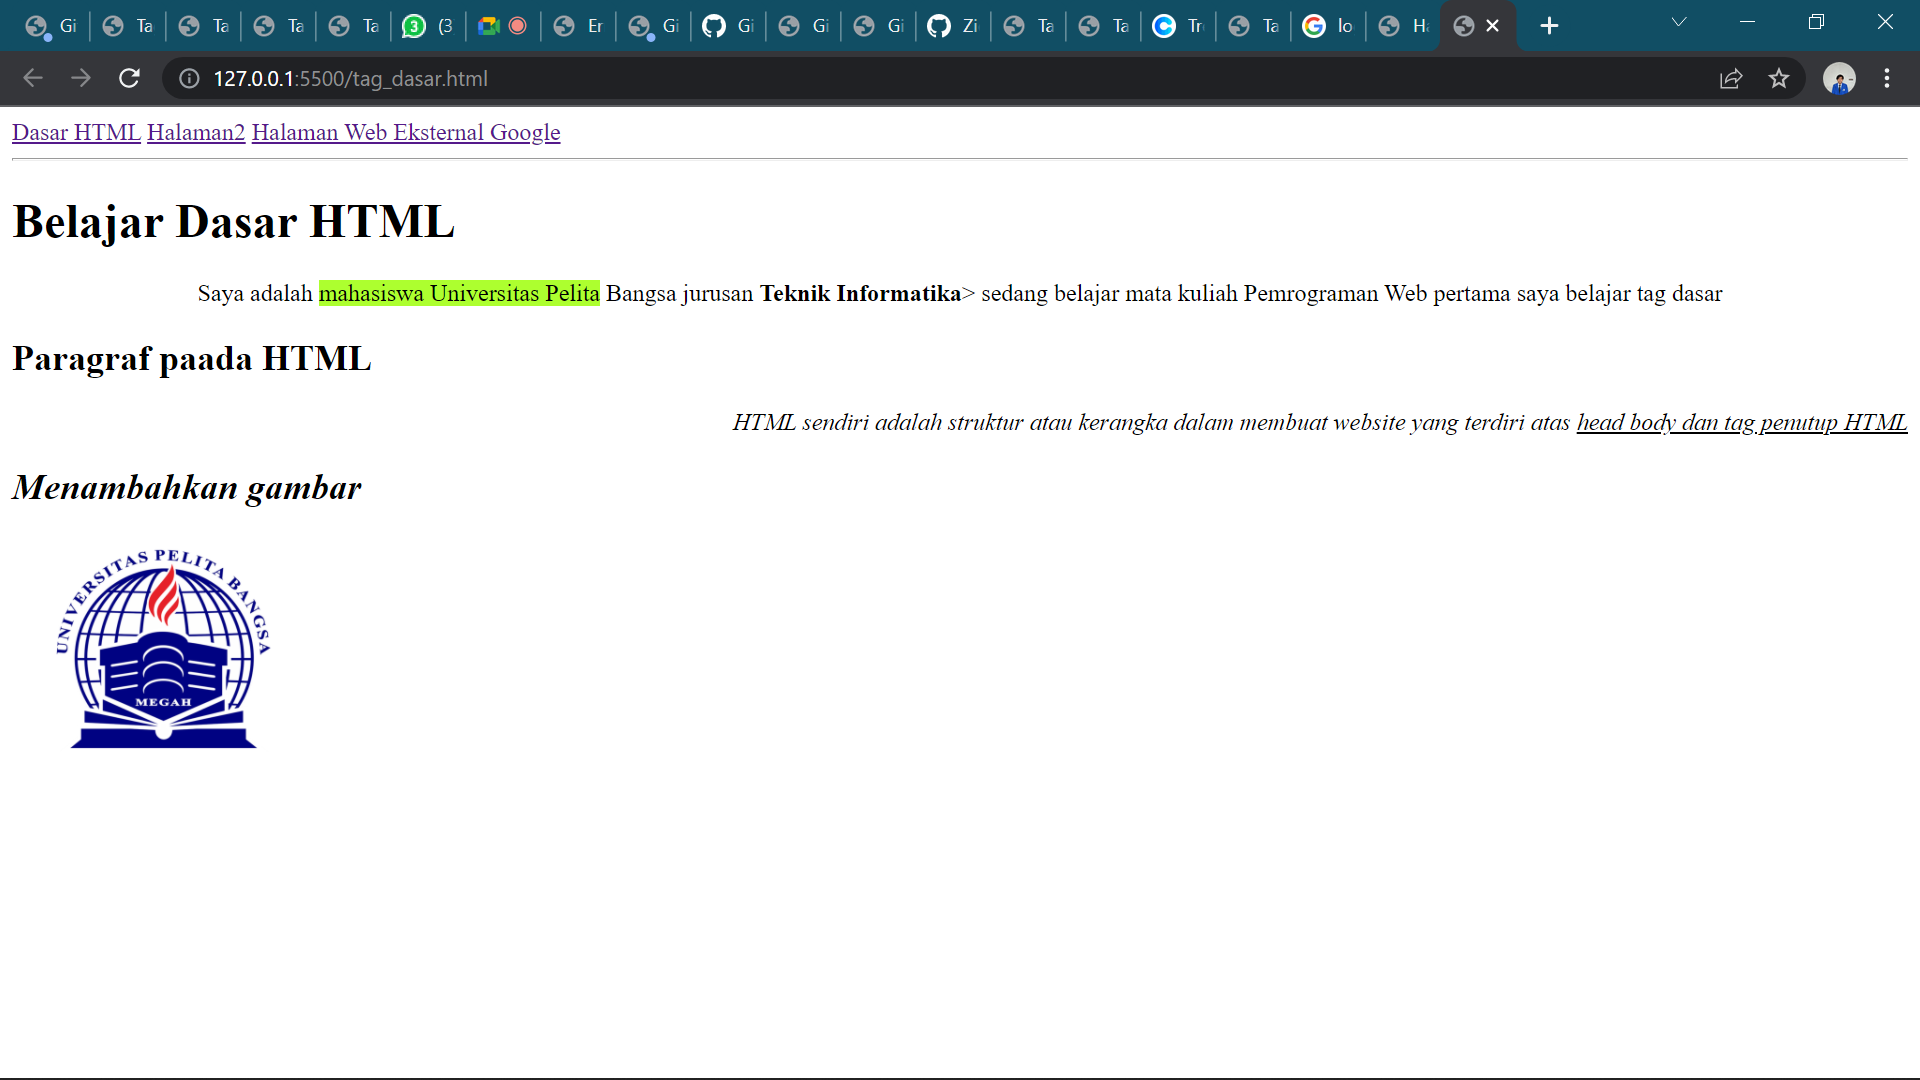 Gi Ta Ta Ta Ta (3 Er Gi Gi Gi Gi Zi Ta Ta Tr Ta lo Ha
127.0.0.1:5500/tag_dasar.html
Dasar HTML Halaman2 Halaman Web Eksternal Google
Belajar Dasar HTML
Saya adalah mahasiswa Universitas Pelita Bangsa jurusan Teknik Informatika> sedang belajar mata kuliah Pemrograman Web pertama saya belajar tag dasar
Paragraf paada HTML
HTML sendiri adalah struktur atau kerangka dalam membuat website yang terdiri atas head body dan tag penutup HTML
Menambahkan gambar
UNIVERSITAS PELITA BANGSA
MEGAH